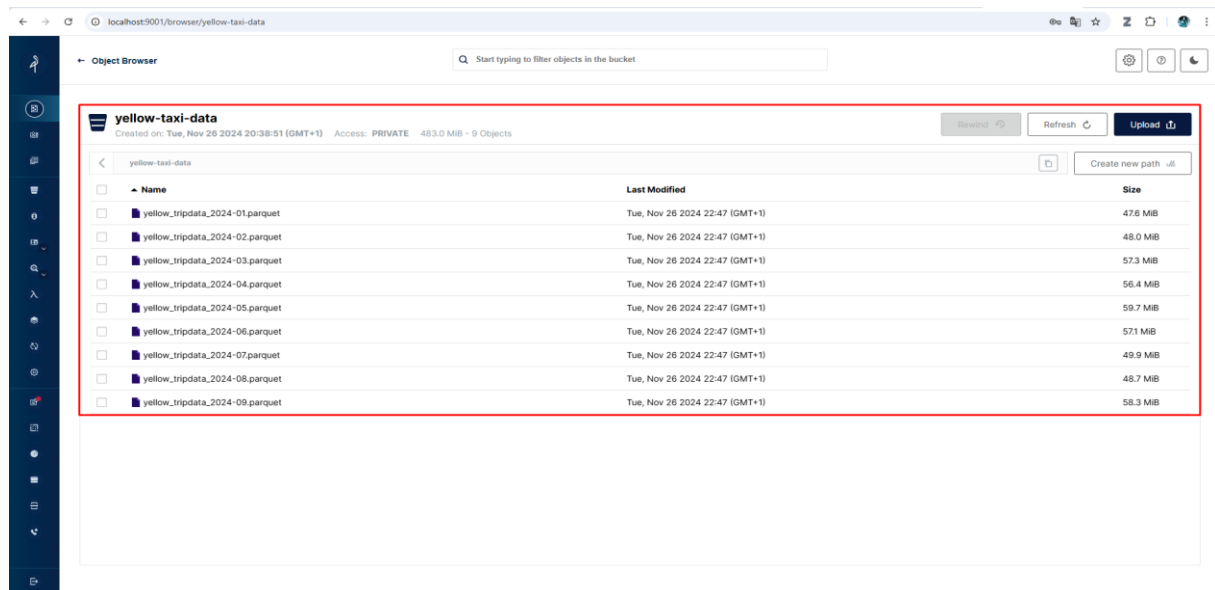 localhost:9001/browser/yellow-taxi-data
← Object Browser
Start typing to filter objects in the bucket
yellow-taxi-data
Created on: Tue, Nov 26 2024 20:38:51 (GMT+1) Access: PRIVATE 483.0 MiB - 9 Objects
Rewind Refresh Upload
yellow-taxi-data Create new path
Name Last Modified Size
yellow_tripdata_2024-01.parquet Tue, Nov 26 2024 22:47 (GMT+1) 47.6 MiB
yellow_tripdata_2024-02.parquet Tue, Nov 26 2024 22:47 (GMT+1) 48.0 MiB
yellow_tripdata_2024-03.parquet Tue, Nov 26 2024 22:47 (GMT+1) 57.3 MiB
yellow_tripdata_2024-04.parquet Tue, Nov 26 2024 22:47 (GMT+1) 56.4 MiB
yellow_tripdata_2024-05.parquet Tue, Nov 26 2024 22:47 (GMT+1) 59.7 MiB
yellow_tripdata_2024-06.parquet Tue, Nov 26 2024 22:47 (GMT+1) 57.1 MiB
yellow_tripdata_2024-07.parquet Tue, Nov 26 2024 22:47 (GMT+1) 49.9 MiB
yellow_tripdata_2024-08.parquet Tue, Nov 26 2024 22:47 (GMT+1) 48.7 MiB
yellow_tripdata_2024-09.parquet Tue, Nov 26 2024 22:47 (GMT+1) 58.3 MiB